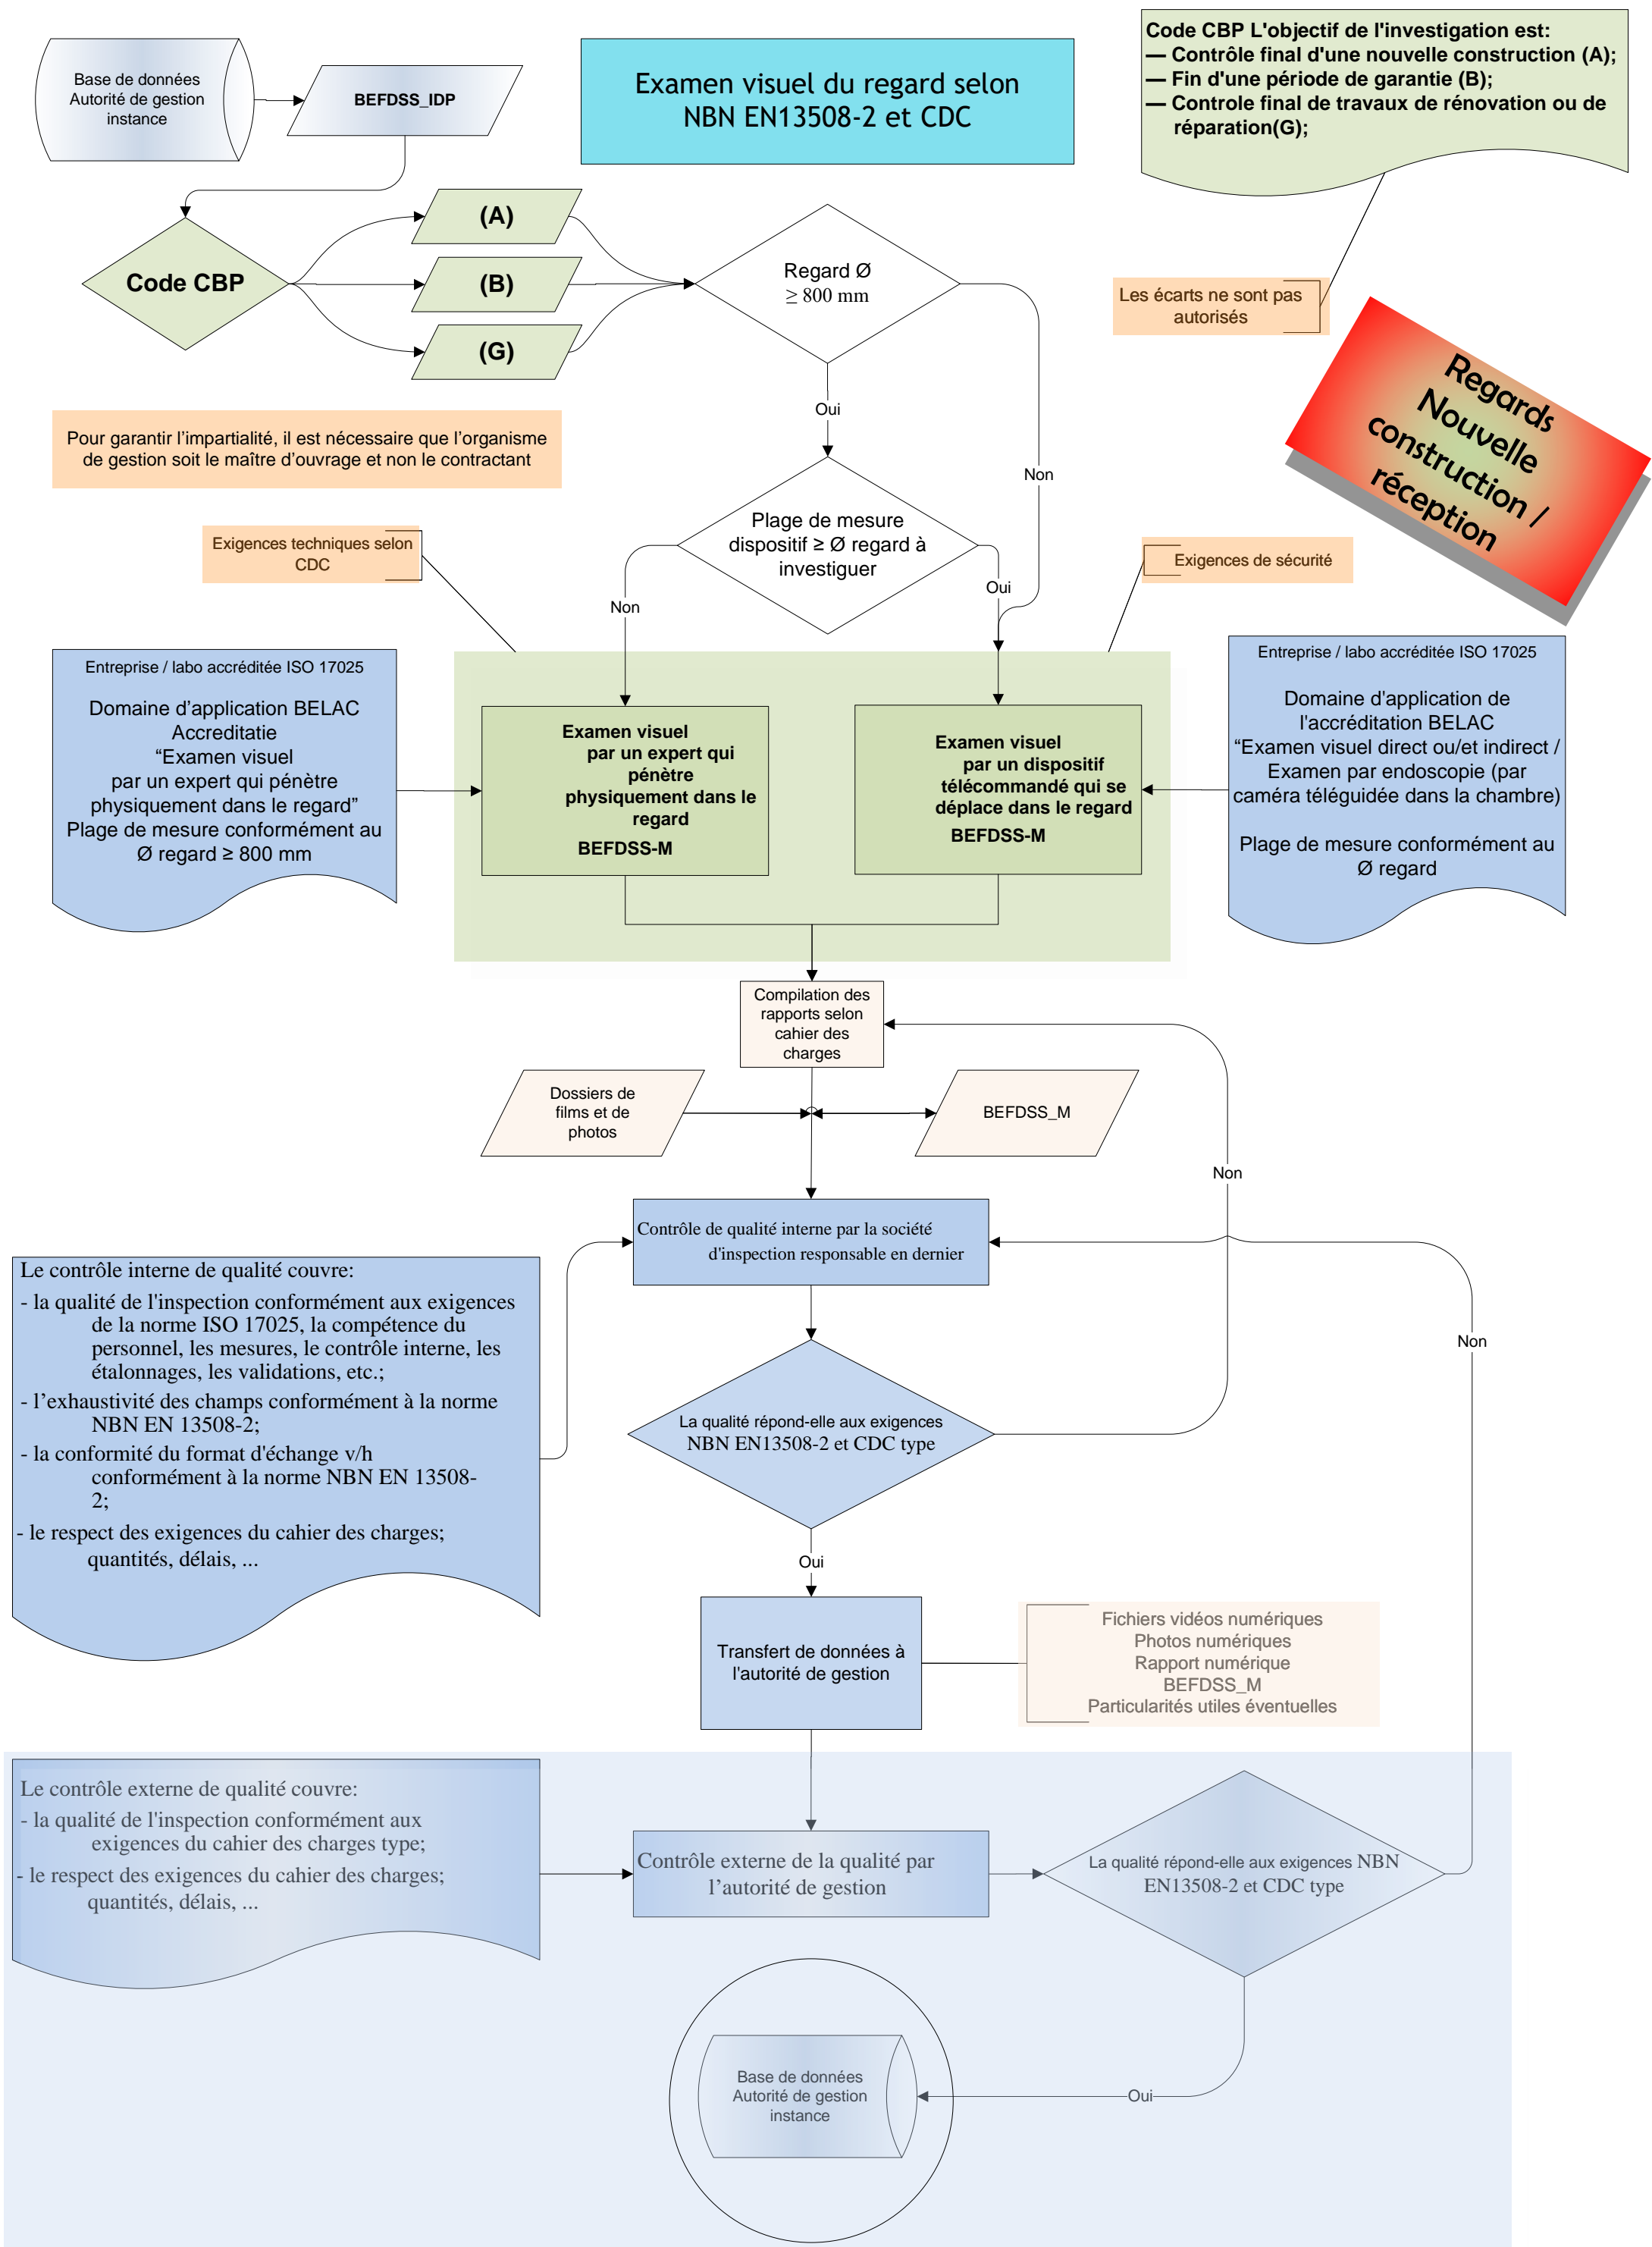 Base de données
Autorité de gestion
instance
BEFDSS_IDP
Examen visuel du regard selon
NBN EN13508-2 et CDC
Code CBP L'objectif de l'investigation est:
— Contrôle final d'une nouvelle construction (A);
— Fin d'une période de garantie (B);
— Controle final de travaux de rénovation ou de
réparation(G);
Code CBP
(A)
(B)
(G)
Regard Ø
≥ 800 mm
Les écarts ne sont pas
autorisés
Regards
Nouvelle
construction /
réception
Oui
Non
Pour garantir l'impartialité, il est nécessaire que l'organisme
de gestion soit le maître d'ouvrage et non le contractant
Plage de mesure
dispositif ≥ Ø regard à
investiguer
Exigences techniques selon
CDC
Exigences de sécurité
Non
Oui
Entreprise / labo accréditée ISO 17025
Domaine d'application BELAC
Accreditatie
“Examen visuel
par un expert qui pénètre
physiquement dans le regard”
Plage de mesure conformément au
Ø regard ≥ 800 mm
Examen visuel
par un expert qui
pénètre
physiquement dans le
regard
BEFDSS-M
Examen visuel
par un dispositif
télécommandé qui se
déplace dans le regard
BEFDSS-M
Entreprise / labo accréditée ISO 17025
Domaine d'application de
l'accréditation BELAC
“Examen visuel direct ou/et indirect /
Examen par endoscopie (par
caméra téléguidée dans la chambre)
Plage de mesure conformément au
Ø regard
Compilation des
rapports selon
cahier des
charges
Dossiers de
films et de
photos
BEFDSS_M
Non
Contrôle de qualité interne par la société
d'inspection responsable en dernier
Le contrôle interne de qualité couvre:
- la qualité de l'inspection conformément aux exigences
de la norme ISO 17025, la compétence du
personnel, les mesures, le contrôle interne, les
étalonnages, les validations, etc.;
- l'exhaustivité des champs conformément à la norme
NBN EN 13508-2;
- la conformité du format d'échange v/h
conformément à la norme NBN EN 13508-
2;
- le respect des exigences du cahier des charges;
quantités, délais, ...
Non
La qualité répond-elle aux exigences
NBN EN13508-2 et CDC type
Oui
Transfert de données à
l'autorité de gestion
Fichiers vidéos numériques
Photos numériques
Rapport numérique
BEFDSS_M
Particularités utiles éventuelles
Le contrôle externe de qualité couvre:
- la qualité de l'inspection conformément aux
exigences du cahier des charges type;
- le respect des exigences du cahier des charges;
quantités, délais, ...
Contrôle externe de la qualité par
l'autorité de gestion
La qualité répond-elle aux exigences NBN
EN13508-2 et CDC type
Base de données
Autorité de gestion
instance
Oui